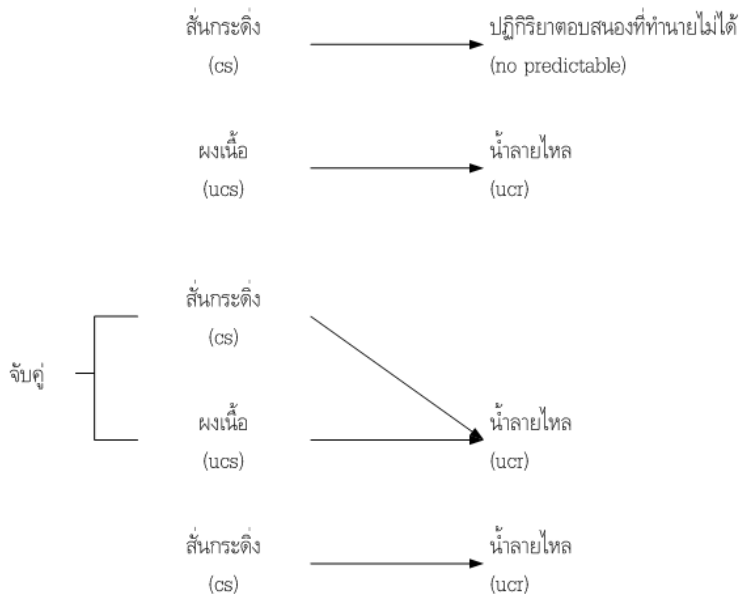 สั่นกระดิ่ง ปฏิกิริยาตอบสนองที่ทำนายไม่ได้
(cs) (no predictable)
ผงเนื้อ น้ำลายไหล
(ucs) (ucr)
สั่นกระดิ่ง
(cs)
จับคู่
ผงเนื้อ น้ำลายไหล
(ucs) (ucr)
สั่นกระดิ่ง น้ำลายไหล
(cs) (ucr)